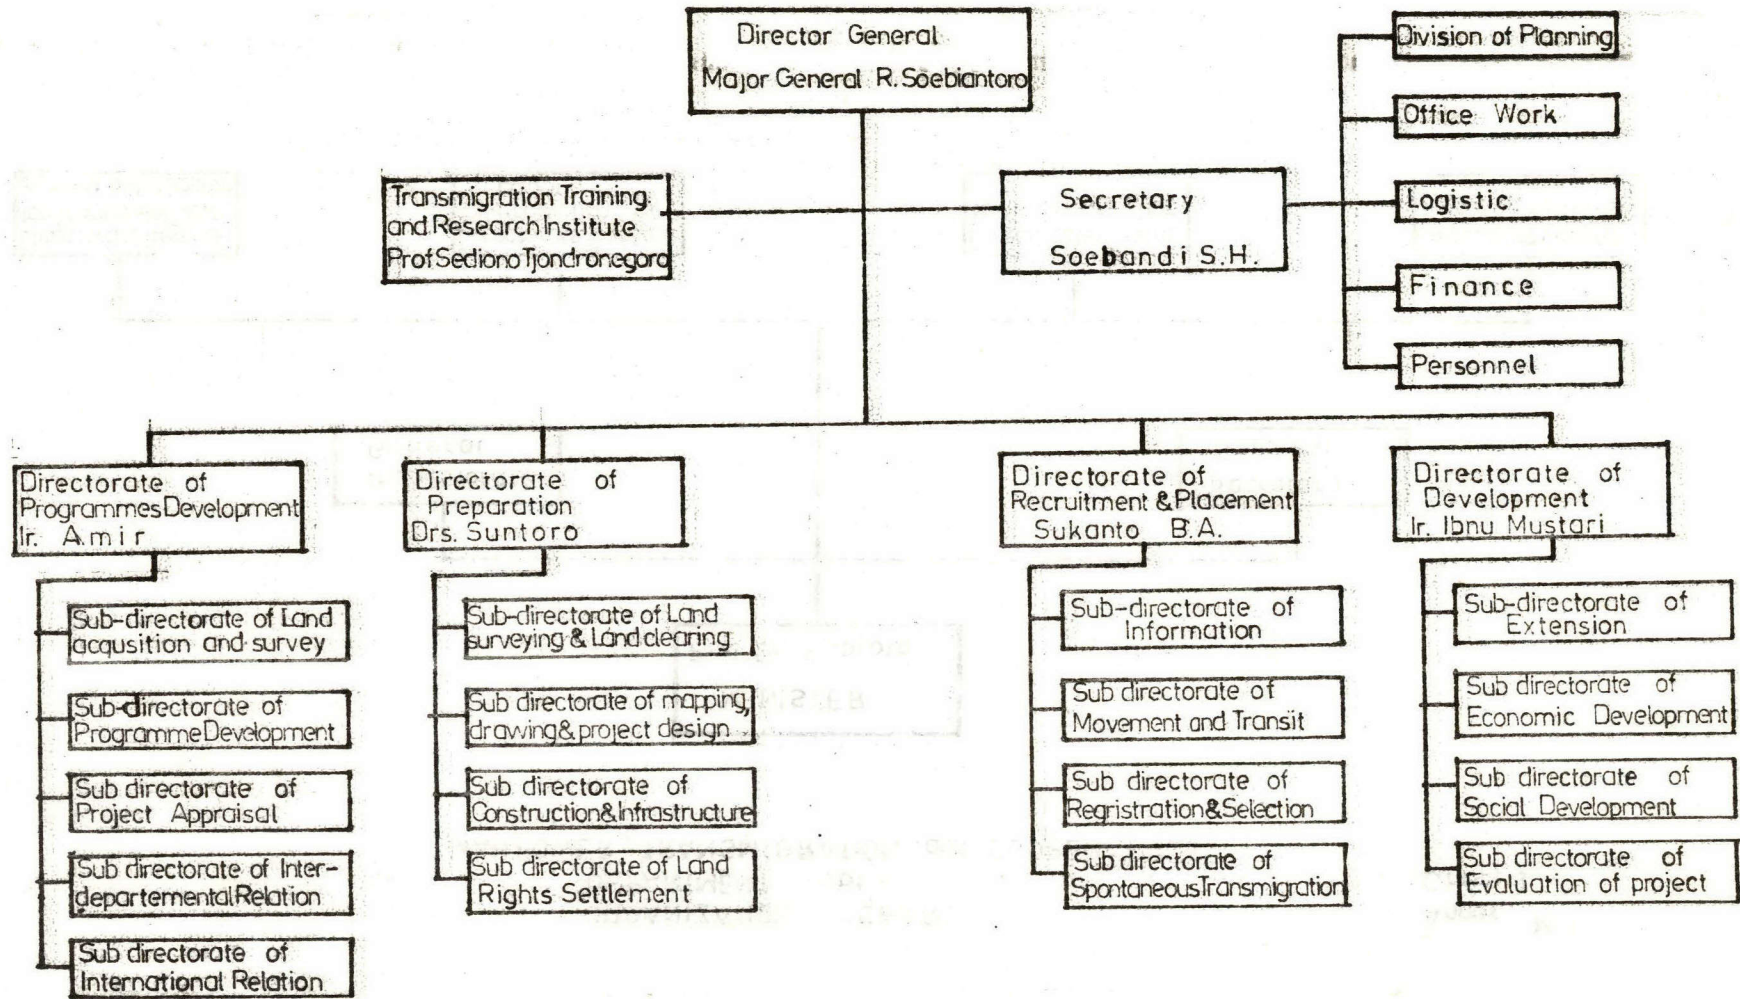 Director General
Major General R. Soebiantoro
Division of Planning
Office Work
Logistic
Finance
Personnel
Transmigration Training
and Research Institute
Prof Sediono Tjondronegoro
Secretary
Soebandi S.H.
Directorate of
Programmes Development
Ir. Amir
Sub-directorate of Land
acqusition and survey
Sub-directorate of
Programme Development
Sub directorate of
Project Appraisal
Sub directorate of Inter-
departemental Relation
Sub directorate of
International Relation
Directorate of
Preparation
Drs. Suntoro
Sub-directorate of Land
surveying & Land clearing
Sub directorate of mapping,
drawing & project design
Sub directorate of
Construction & Infrastructure
Sub directorate of Land
Rights Settlement
Directorate of
Recruitment & Placement
Sukanto B.A.
Sub-directorate of
Information
Sub directorate of
Movement and Transit
Sub directorate of
Regristration & Selection
Sub directorate of
Spontaneous Transmigration
Directorate of
Development
Ir. Ibnu Mustari
Sub-directorate of
Extension
Sub directorate of
Economic Development
Sub directorate of
Social Development
Sub directorate of
Evaluation of project